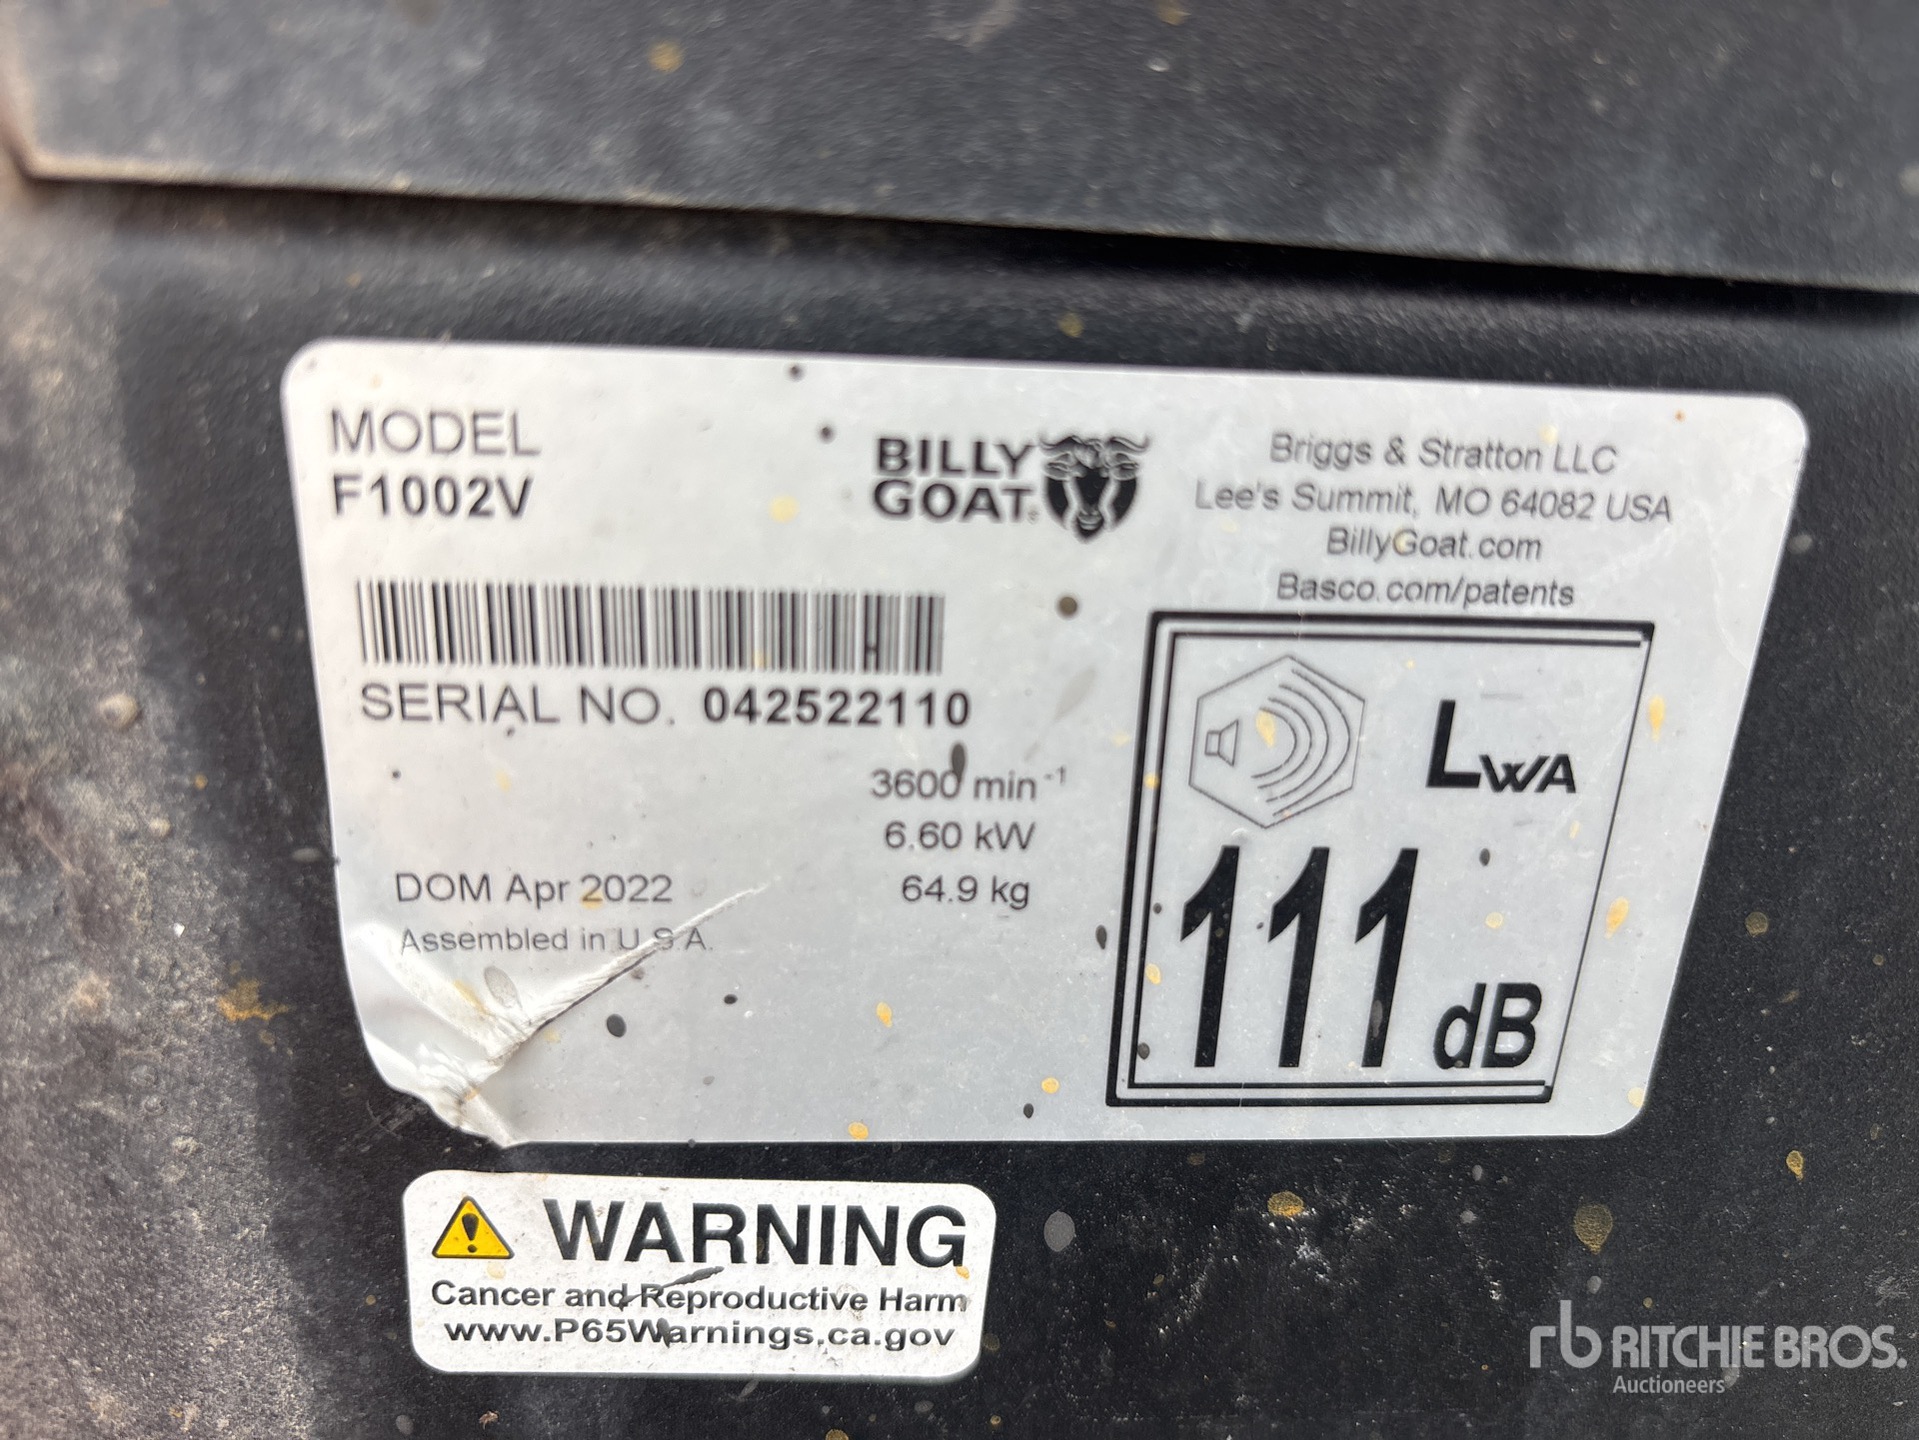 MODEL
F1002V
BILLY
GOAT
Briggs & Stratton LLC
Lee's Summit, MO 64082 USA
BillyGoat.com
Basco.com/patents
SERIAL NO. 042522110
3600 min⁻¹
6.60 kW
DOM Apr 2022 64.9 kg
Assembled in U.S.A.
LWA
111 dB
WARNING
Cancer and Reproductive Harm
www.P65Warnings.ca.gov
rb RITCHIE BROS.
Auctioneers